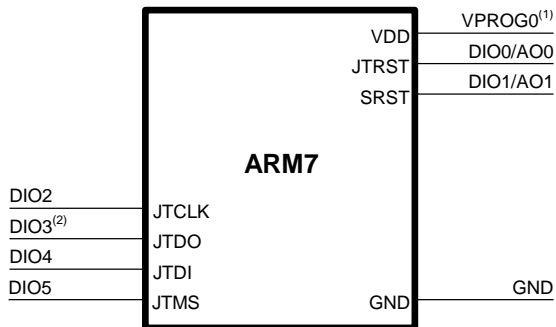 VPROG0(1)
VDD
DIO0/AO0
JTRST
DIO1/AO1
SRST
ARM7
DIO2
JTCLK
DIO3(2)
JTDO
DIO4
JTDI
DIO5
JTMS
GND
GND